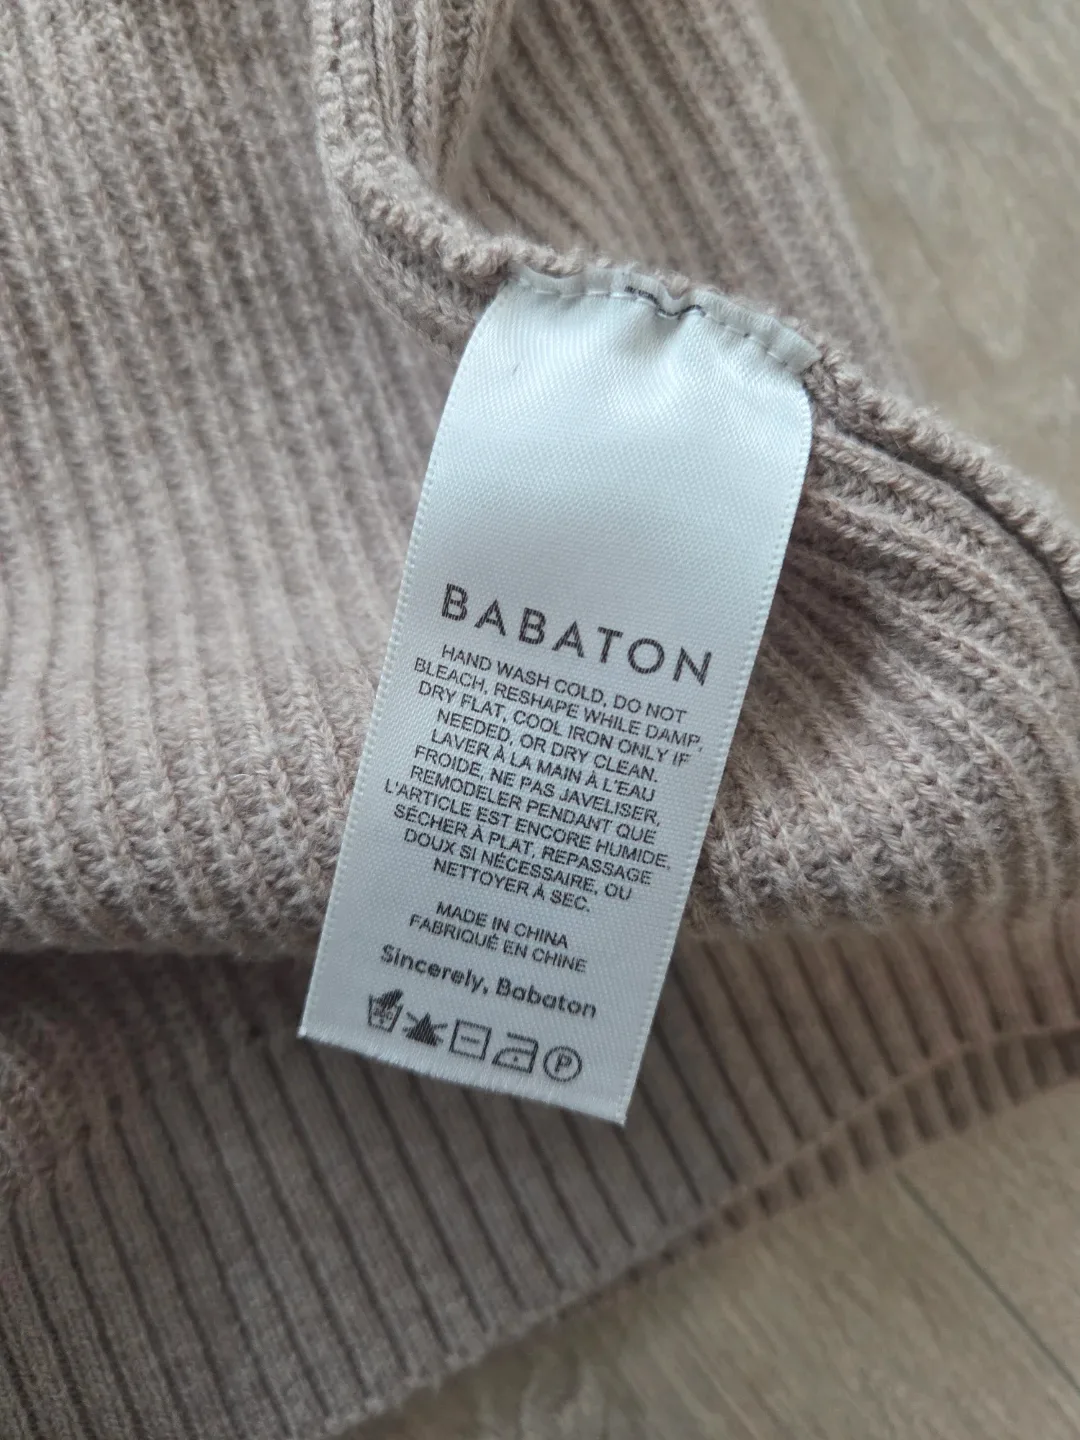 BABATON
HAND WASH COLD, DO NOT
BLEACH, RESHAPE WHILE DAMP,
DRY FLAT, COOL IRON ONLY IF
NEEDED, OR DRY CLEAN.
LAVER À LA MAIN À L'EAU
FROIDE, NE PAS JAVELISER,
REMODELER PENDANT QUE
L'ARTICLE EST ENCORE HUMIDE,
SÉCHER À PLAT, REPASSAGE
DOUX SI NÉCESSAIRE, OU
NETTOYER À SEC.
MADE IN CHINA
FABRIQUÉ EN CHINE
Sincerely, Babaton
P